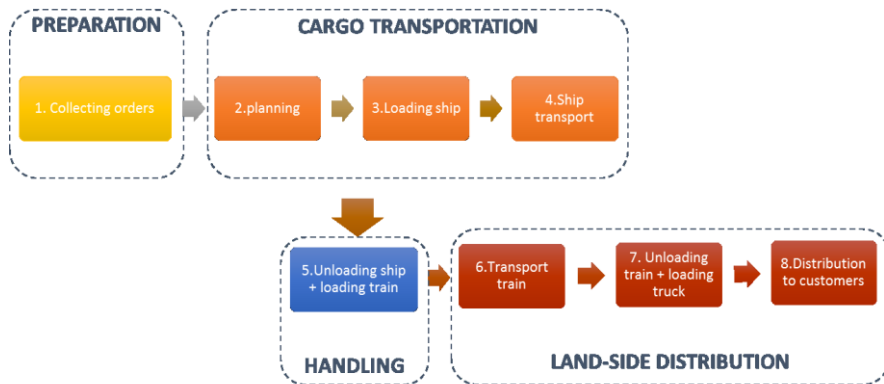 PREPARATION
CARGO TRANSPORTATION
1. Collecting orders
2.planning
3.Loading ship
4.Ship
transport
5.Unloading ship
+ loading train
6.Transport
train
7. Unloading
train + loading
truck
8.Distribution
to customers
HANDLING
LAND-SIDE DISTRIBUTION